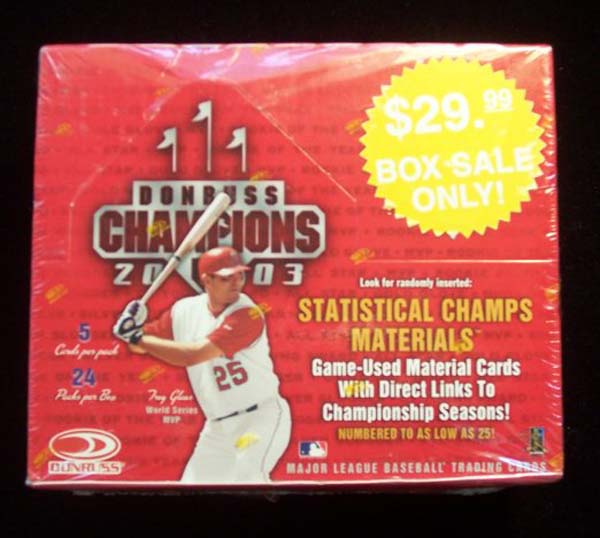 $29.99
BOX SALE
ONLY!
DONRUSS
CHAMPIONS
2003
Look for randomly inserted:
STATISTICAL CHAMPS
MATERIALS™
Game-Used Material Cards
With Direct Links To
Championship Seasons!
NUMBERED TO AS LOW AS 25!
5
Cards per pack
24
Packs per Box
Troy Glaus
World Series
MVP
25
DONRUSS
MAJOR LEAGUE BASEBALL® TRADING CARDS